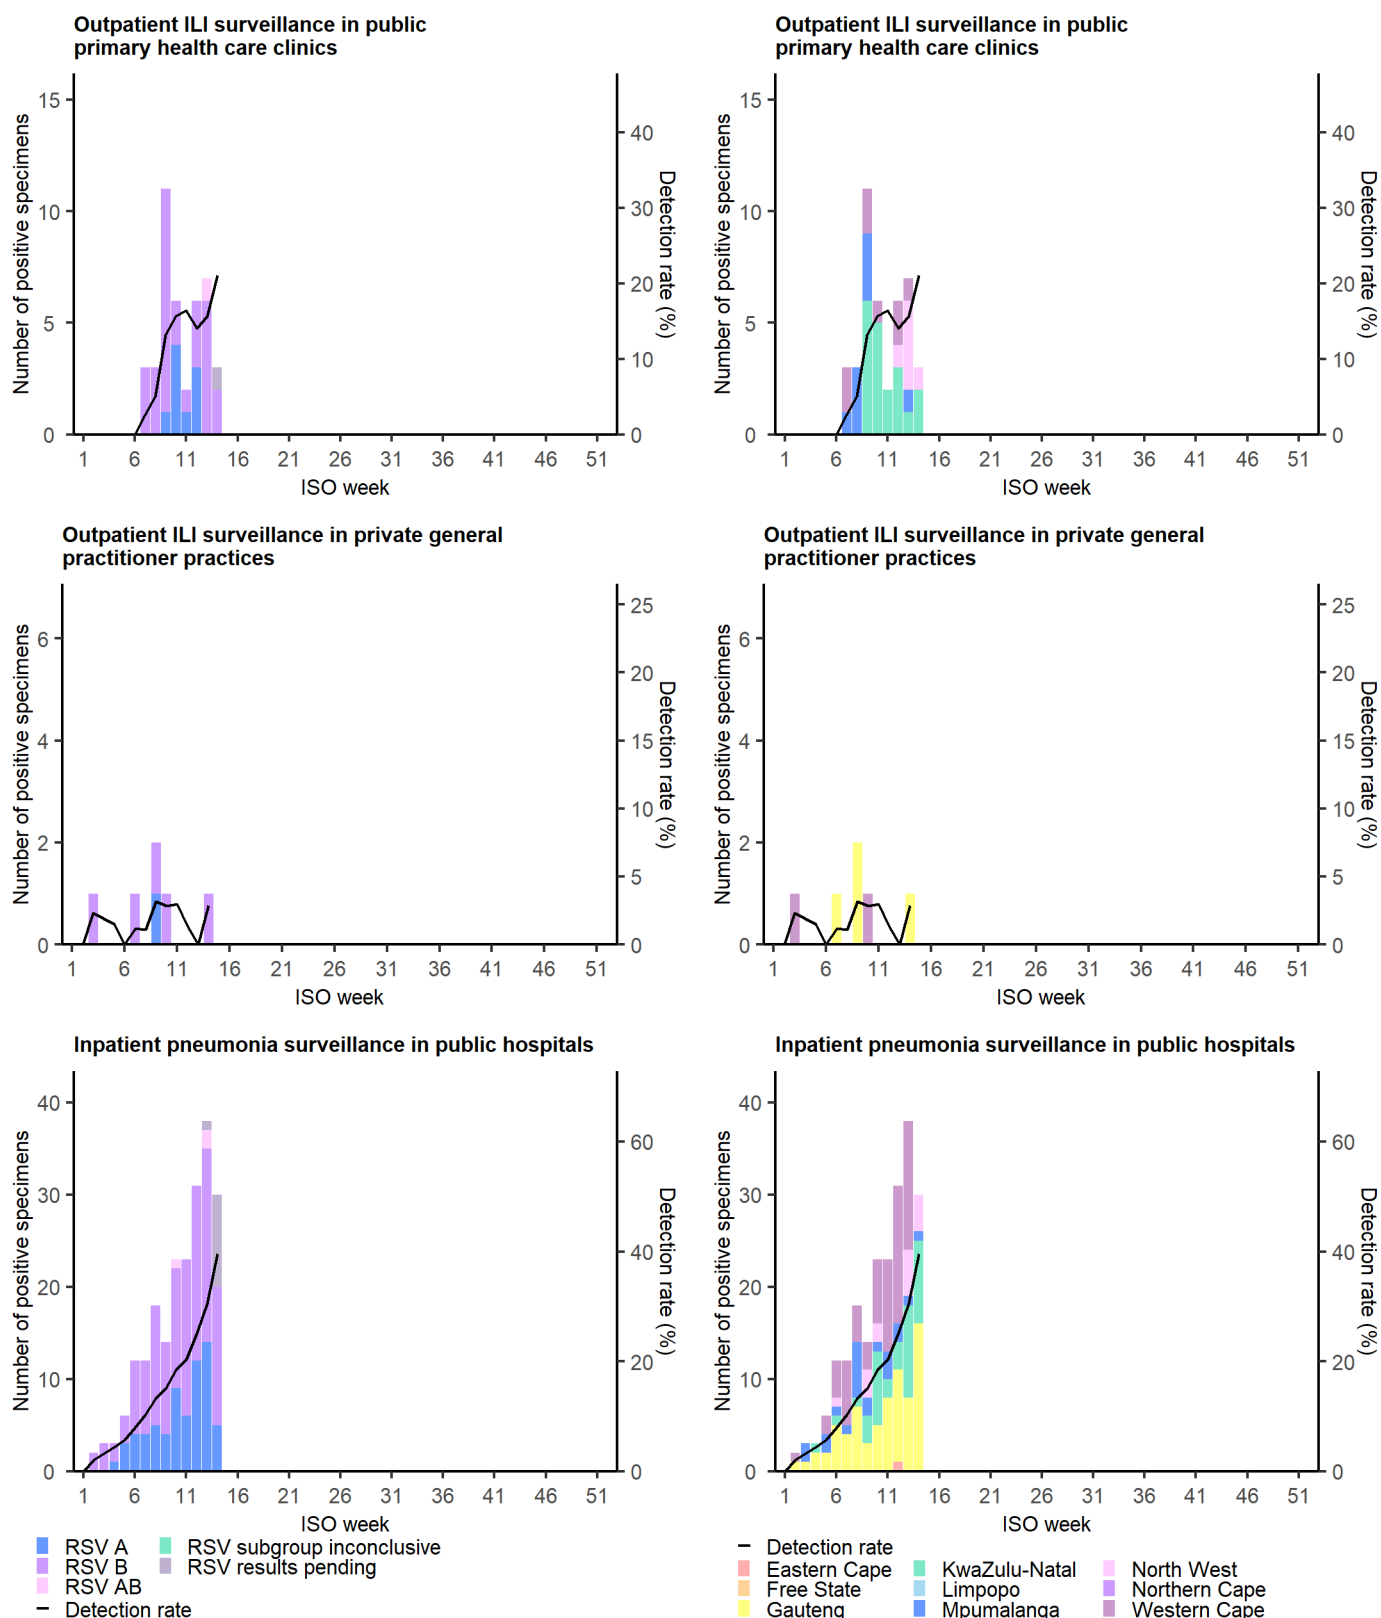 Outpatient ILI surveillance in public
primary health care clinics
Number of positive specimens
15
10
5
0
40
30
20
10
0
Detection rate (%)
1 6 11 16 21 26 31 36 41 46 51
ISO week
Outpatient ILI surveillance in public
primary health care clinics
Number of positive specimens
15
10
5
0
40
30
20
10
0
Detection rate (%)
1 6 11 16 21 26 31 36 41 46 51
ISO week
Outpatient ILI surveillance in private general
practitioner practices
Number of positive specimens
6
4
2
0
25
20
15
10
5
0
Detection rate (%)
1 6 11 16 21 26 31 36 41 46 51
ISO week
Outpatient ILI surveillance in private general
practitioner practices
Number of positive specimens
6
4
2
0
25
20
15
10
5
0
Detection rate (%)
1 6 11 16 21 26 31 36 41 46 51
ISO week
Inpatient pneumonia surveillance in public hospitals
Number of positive specimens
40
30
20
10
0
60
40
20
0
Detection rate (%)
1 6 11 16 21 26 31 36 41 46 51
ISO week
RSV A
RSV B
RSV AB
Detection rate
RSV subgroup inconclusive
RSV results pending
Inpatient pneumonia surveillance in public hospitals
Number of positive specimens
40
30
20
10
0
60
40
20
0
Detection rate (%)
1 6 11 16 21 26 31 36 41 46 51
ISO week
Detection rate
Eastern Cape
Free State
Gauteng
KwaZulu-Natal
Limpopo
Mpumalanga
North West
Northern Cape
Western Cape